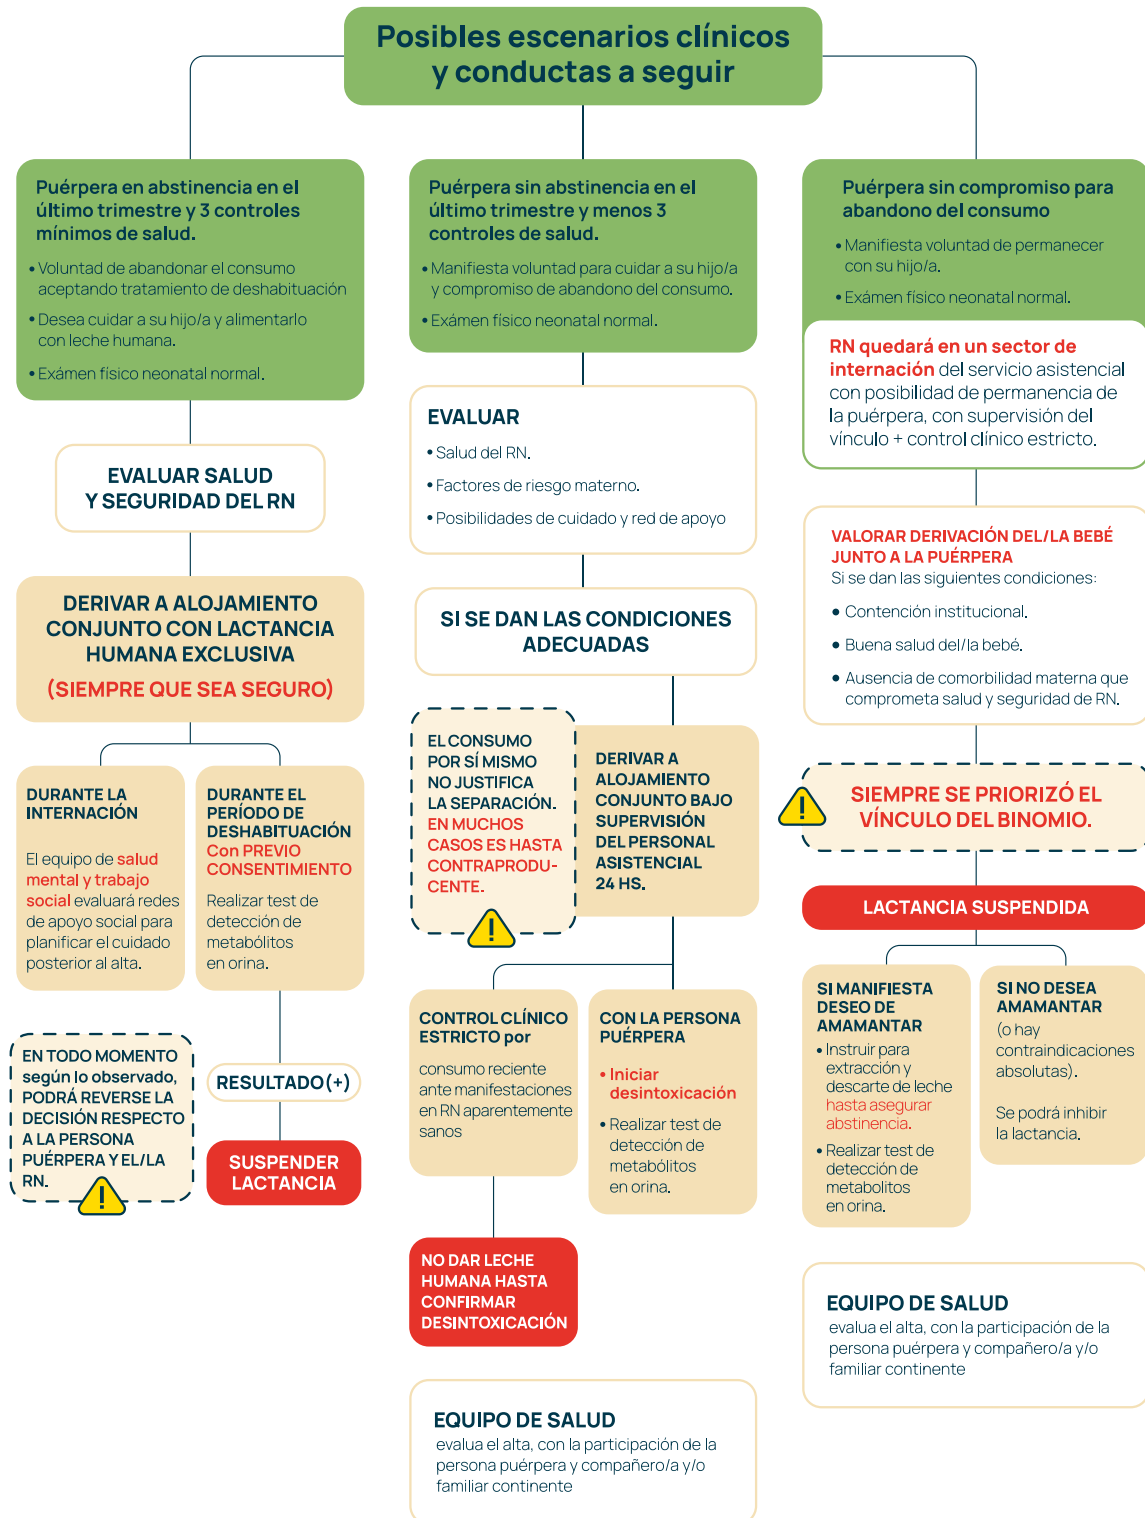 Posibles escenarios clínicos
y conductas a seguir
Puérpera en abstinencia en el
último trimestre y 3 controles
mínimos de salud.
• Voluntad de abandonar el consumo
aceptando tratamiento de deshabituación
• Desea cuidar a su hijo/a y alimentarlo
con leche humana.
• Exámen físico neonatal normal.
EVALUAR SALUD
Y SEGURIDAD DEL RN
DERIVAR A ALOJAMIENTO
CONJUNTO CON LACTANCIA
HUMANA EXCLUSIVA
(SIEMPRE QUE SEA SEGURO)
DURANTE LA
INTERNACIÓN
El equipo de salud
mental y trabajo
social evaluará redes
de apoyo social para
planificar el cuidado
posterior al alta.
DURANTE EL
PERÍODO DE
DESHABITUACIÓN
Con PREVIO
CONSENTIMIENTO
Realizar test de
detección de
metabólitos
en orina.
EN TODO MOMENTO
según lo observado,
PODRÁ REVERSE LA
DECISIÓN RESPECTO
A LA PERSONA
PUÉRPERA Y EL/LA
RN.
!
RESULTADO(+)
SUSPENDER
LACTANCIA
Puérpera sin abstinencia en el
último trimestre y menos 3
controles de salud.
• Manifiesta voluntad para cuidar a su hijo/a
y compromiso de abandono del consumo.
• Exámen físico neonatal normal.
EVALUAR
• Salud del RN.
• Factores de riesgo materno.
• Posibilidades de cuidado y red de apoyo
SI SE DAN LAS CONDICIONES
ADECUADAS
EL CONSUMO
POR SÍ MISMO
NO JUSTIFICA
LA SEPARACIÓN.
EN MUCHOS
CASOS ES HASTA
CONTRAPRODU-
CENTE.
!
DERIVAR A
ALOJAMIENTO
CONJUNTO BAJO
SUPERVISIÓN
DEL PERSONAL
ASISTENCIAL
24 HS.
CONTROL CLÍNICO
ESTRICTO por
consumo reciente
ante manifestaciones
en RN aparentemente
sanos
CON LA PERSONA
PUÉRPERA
• Iniciar
desintoxicación
• Realizar test de
detección de
metabólitos
en orina.
NO DAR LECHE
HUMANA HASTA
CONFIRMAR
DESINTOXICACIÓN
EQUIPO DE SALUD
evalua el alta, con la participación de la
persona puérpera y compañero/a y/o
familiar continente
Puérpera sin compromiso para
abandono del consumo
• Manifiesta voluntad de permanecer
con su hijo/a.
• Exámen físico neonatal normal.
RN quedará en un sector de
internación del servicio asistencial
con posibilidad de permanencia de
la puérpera, con supervisión del
vínculo + control clínico estricto.
VALORAR DERIVACIÓN DEL/LA BEBÉ
JUNTO A LA PUÉRPERA
Si se dan las siguientes condiciones:
• Contención institucional.
• Buena salud del/la bebé.
• Ausencia de comorbilidad materna que
comprometa salud y seguridad de RN.
!
SIEMPRE SE PRIORIZÓ EL
VÍNCULO DEL BINOMIO.
LACTANCIA SUSPENDIDA
SI MANIFIESTA
DESEO DE
AMAMANTAR
• Instruir para
extracción y
descarte de leche
hasta asegurar
abstinencia.
• Realizar test de
detección de
metabolitos
en orina.
SI NO DESEA
AMAMANTAR
(o hay
contraindicaciones
absolutas).
Se podrá inhibir
la lactancia.
EQUIPO DE SALUD
evalua el alta, con la participación de la
persona puérpera y compañero/a y/o
familiar continente